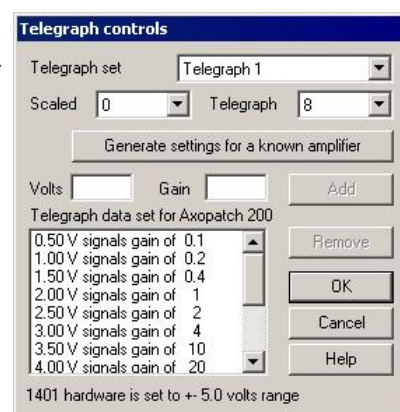 Telegraph controls
Telegraph set Telegraph 1
Scaled 0 Telegraph 8
Generate settings for a known amplifier
Volts Gain Add
Telegraph data set for Axopatch 200
0.50 V signals gain of 0.1
1.00 V signals gain of 0.2
1.50 V signals gain of 0.4
2.00 V signals gain of 1
2.50 V signals gain of 2
3.00 V signals gain of 4
3.50 V signals gain of 10
4.00 V signals gain of 20
Remove
OK
Cancel
Help
1401 hardware is set to +- 5.0 volts range